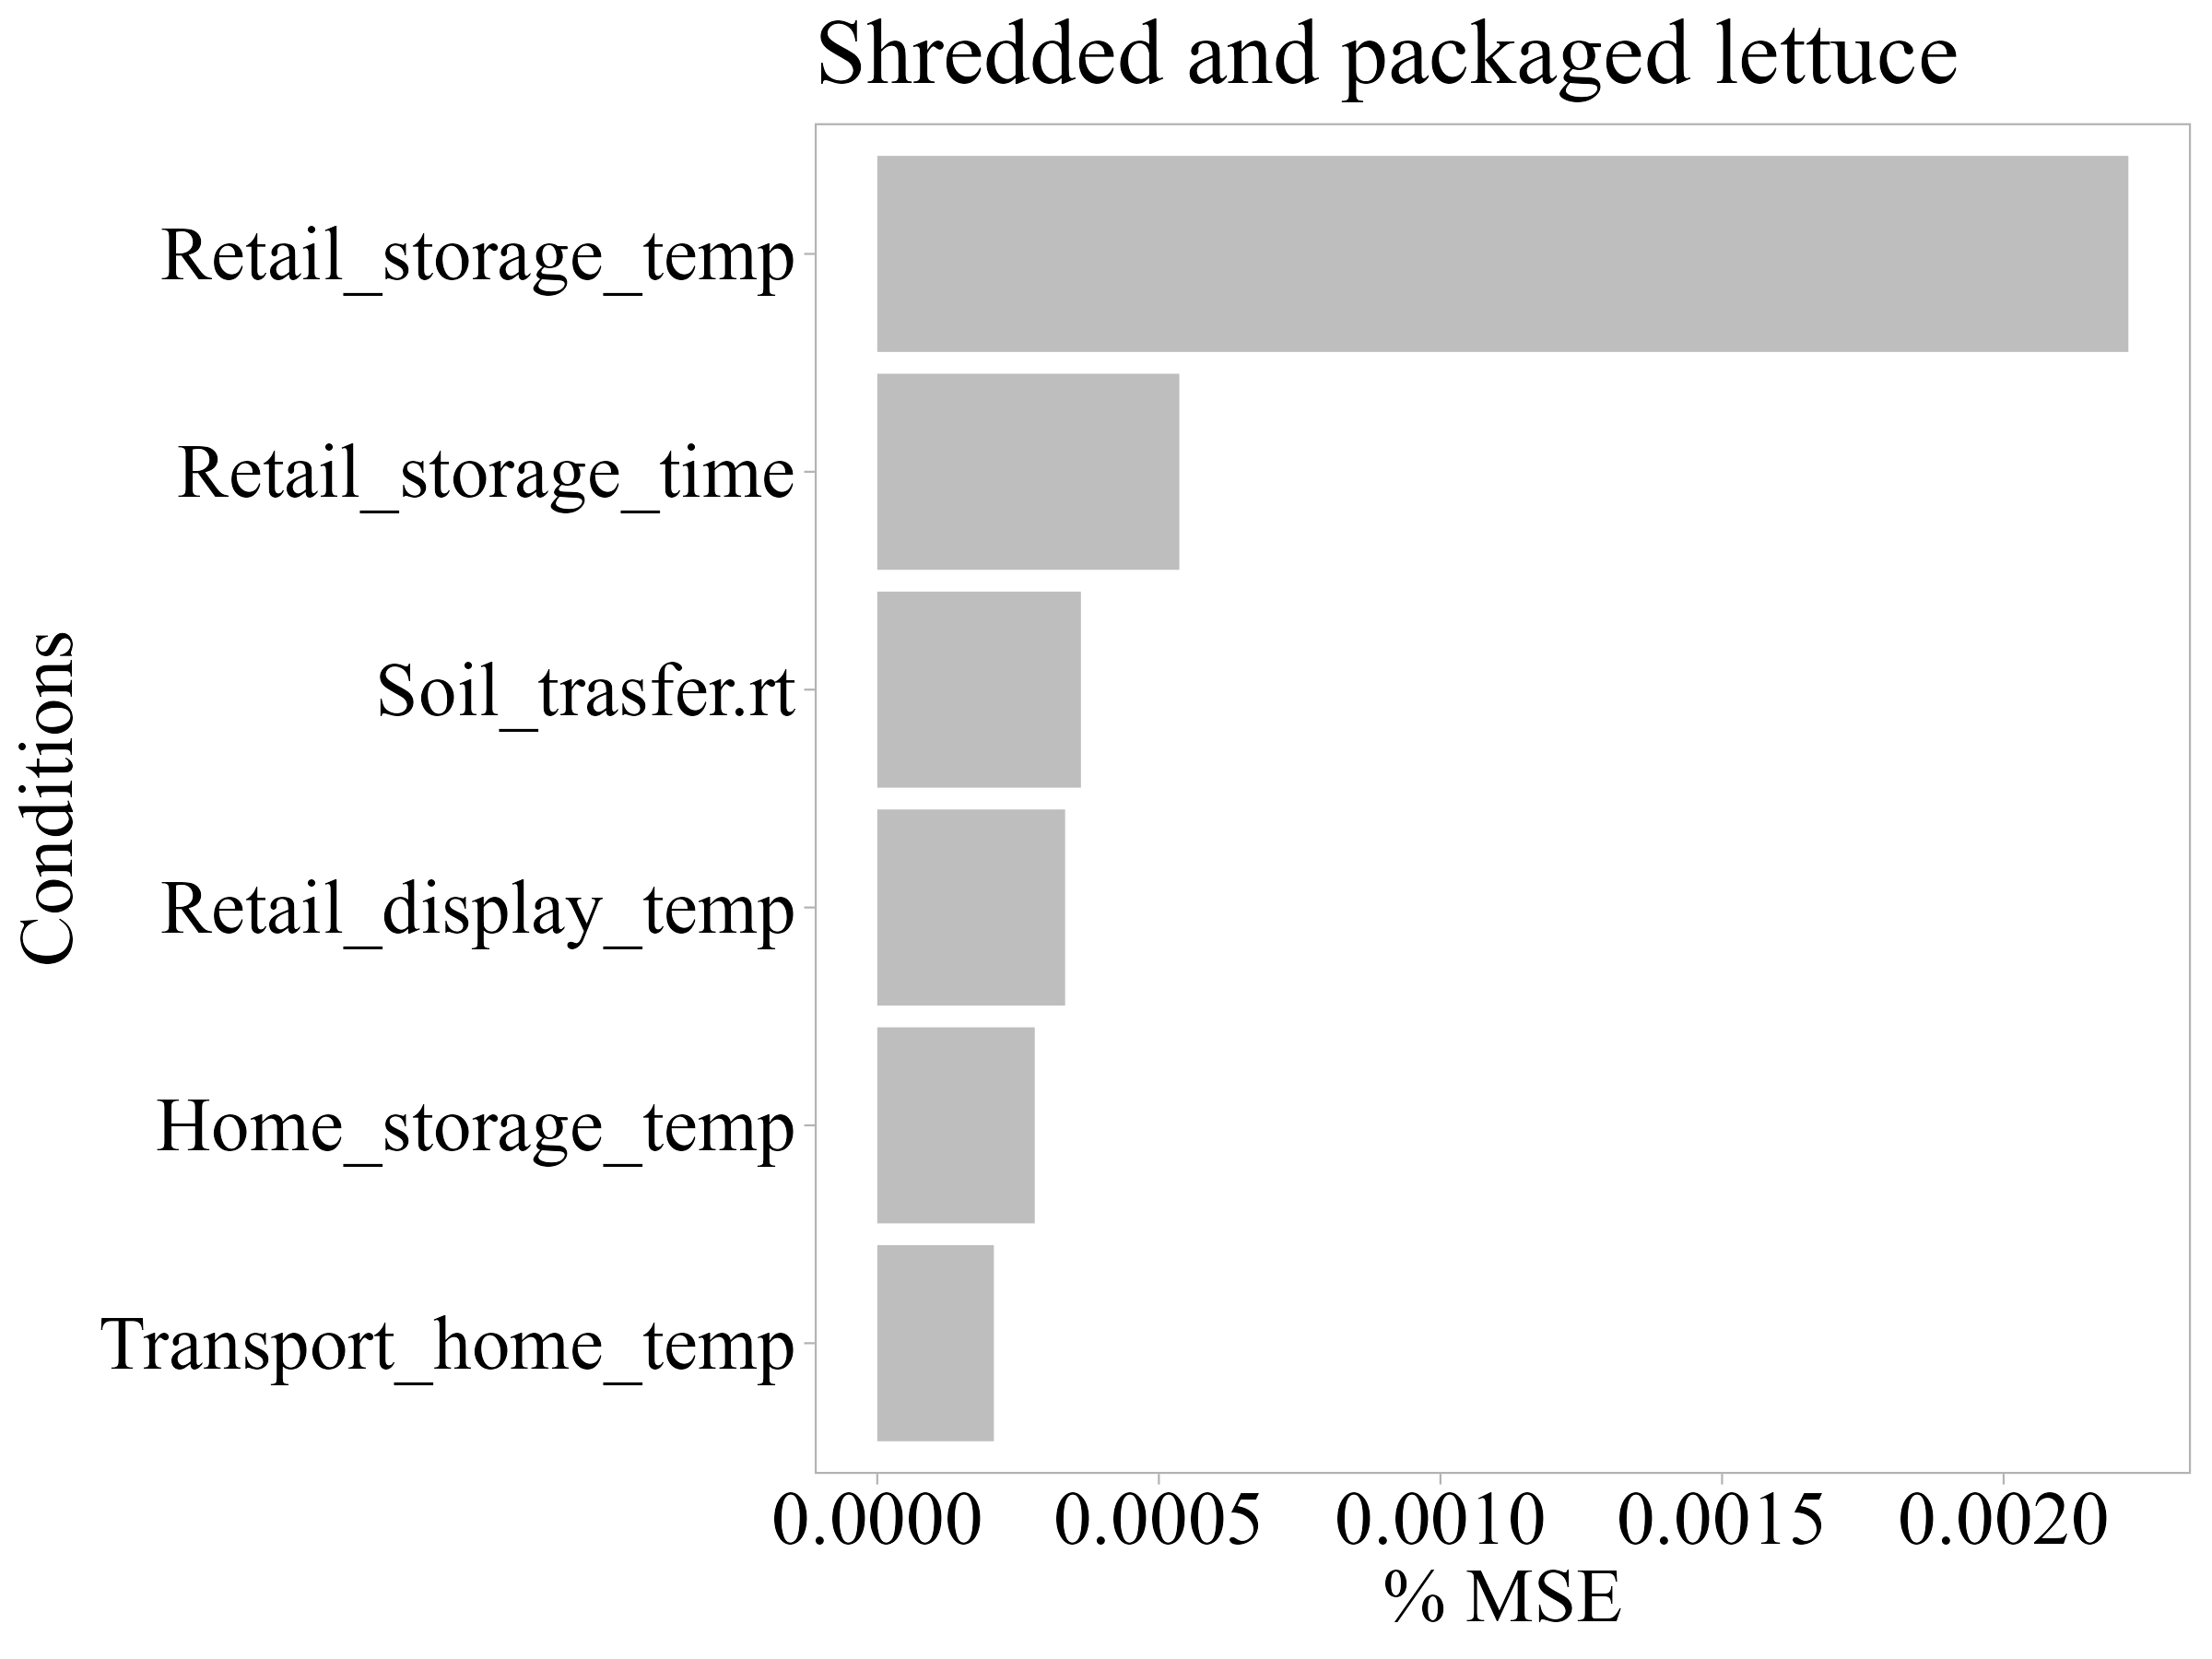 Shredded and packaged lettuce
Conditions
Retail_storage_temp
Retail_storage_time
Soil_trasfer.rt
Retail_display_temp
Home_storage_temp
Transport_home_temp
0.0000 0.0005 0.0010 0.0015 0.0020
% MSE